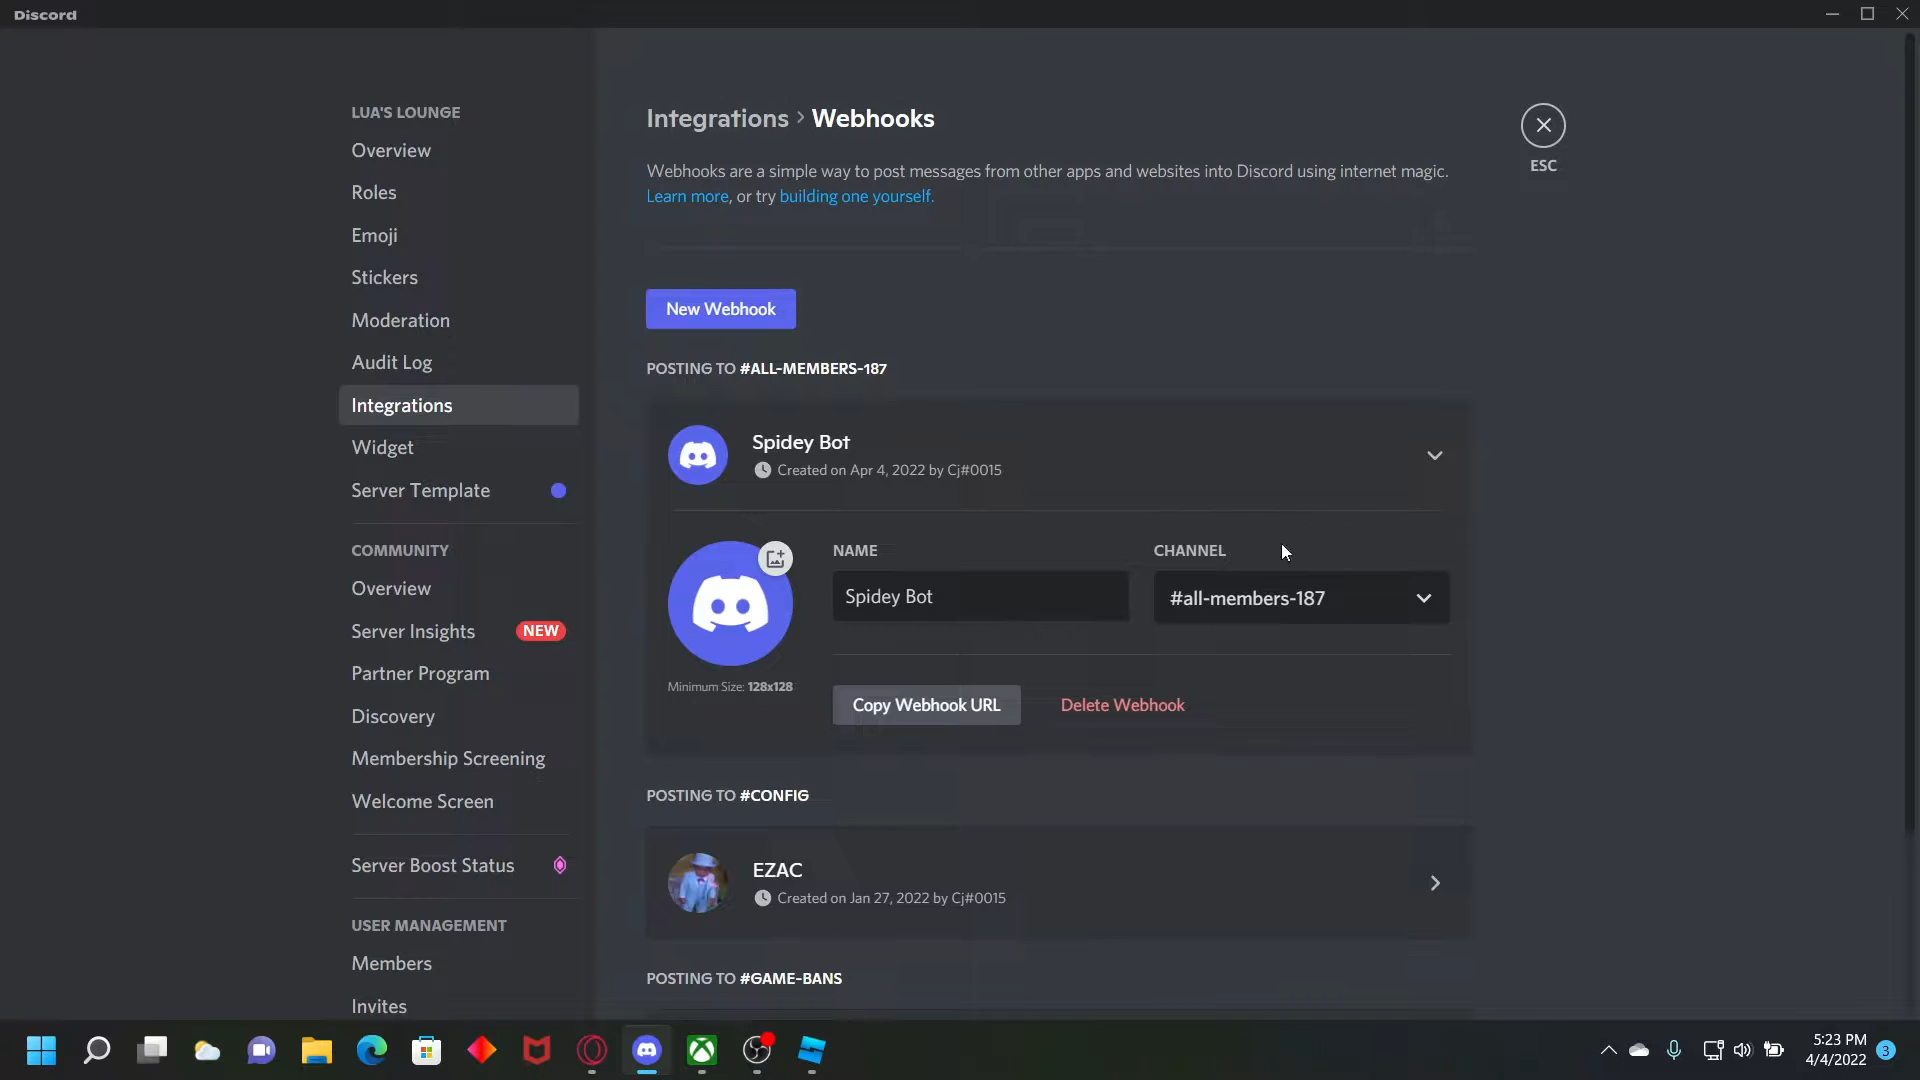 Discord
LUA'S LOUNGE
Overview
Roles
Emoji
Stickers
Moderation
Audit Log
Integrations
Widget
Server Template
COMMUNITY
Overview
Server Insights NEW
Partner Program
Discovery
Membership Screening
Welcome Screen
Server Boost Status
USER MANAGEMENT
Members
Invites
Integrations > Webhooks
ESC
Webhooks are a simple way to post messages from other apps and websites into Discord using internet magic.
Learn more, or try building one yourself.
New Webhook
POSTING TO #ALL-MEMBERS-187
Spidey Bot
Created on Apr 4, 2022 by Cj#0015
NAME
CHANNEL
Spidey Bot
#all-members-187
Minimum Size: 128x128
Copy Webhook URL
Delete Webhook
POSTING TO #CONFIG
EZAC
Created on Jan 27, 2022 by Cj#0015
POSTING TO #GAME-BANS
5:23 PM
4/4/2022
3